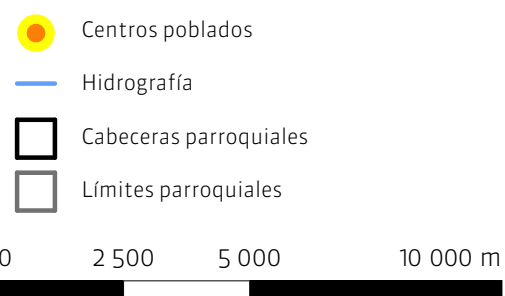 Centros poblados
Hidrografía
Cabeceras parroquiales
Límites parroquiales
0 2 500 5 000 10 000 m